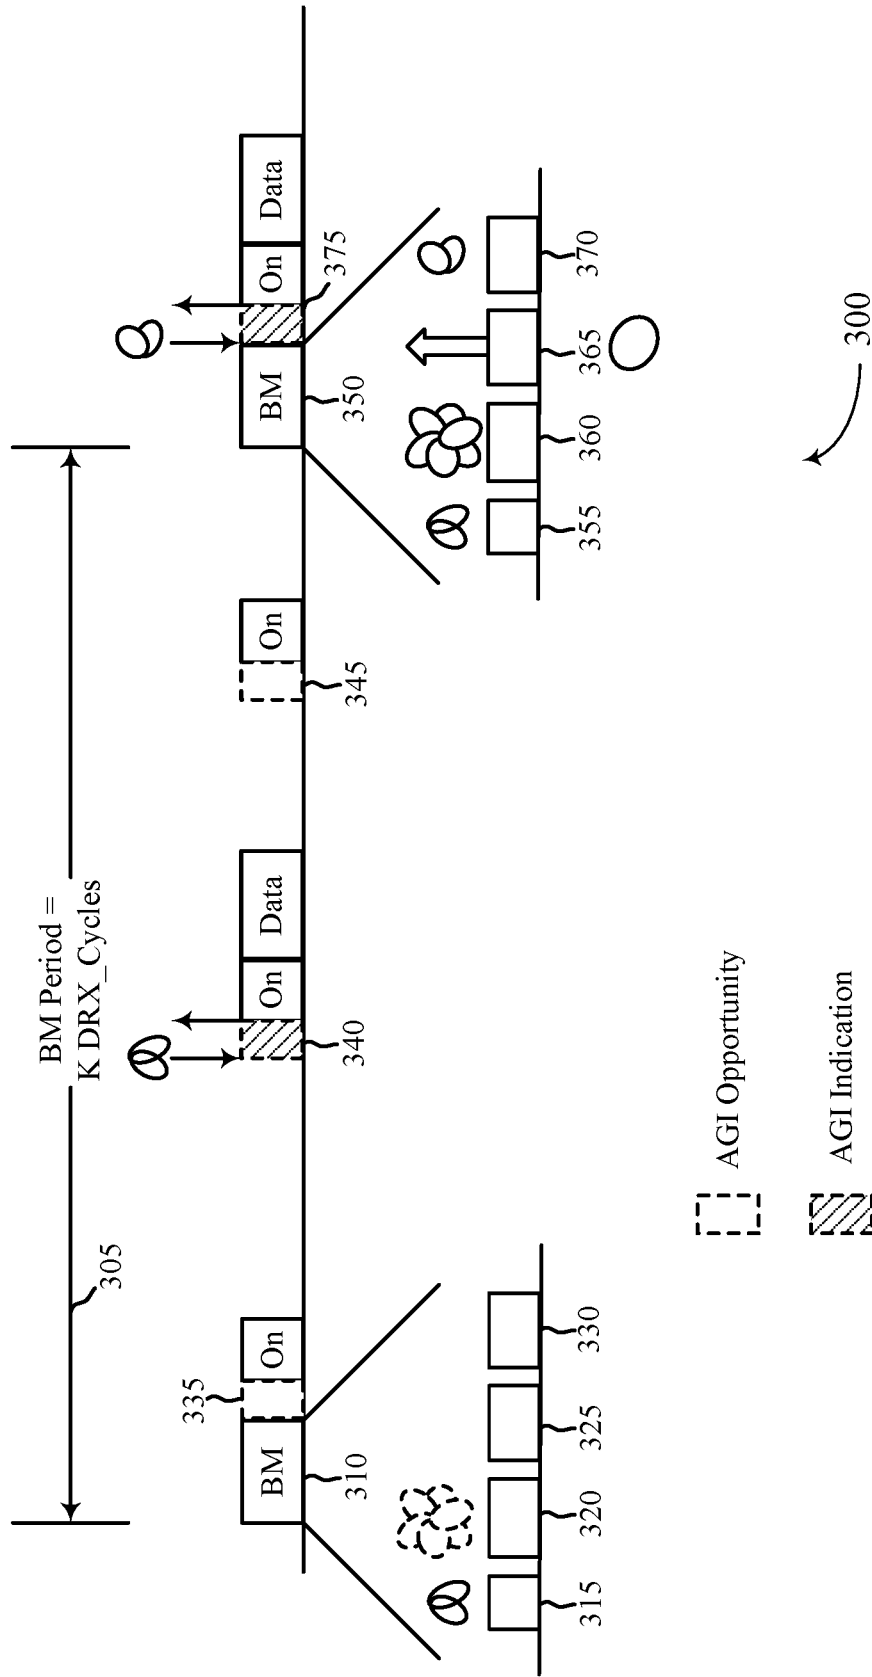 BM Period =
K DRX_Cycles
305
BM
On
On
Data
On
BM
On
Data
335
310
340
345
350
375
315
320
325
330
355
360
365
370
AGI Opportunity
AGI Indication
300